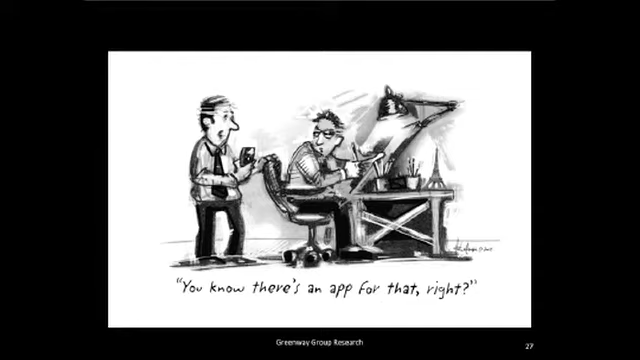 "You know there's an app for that, right?"
Greenway Group Research
27